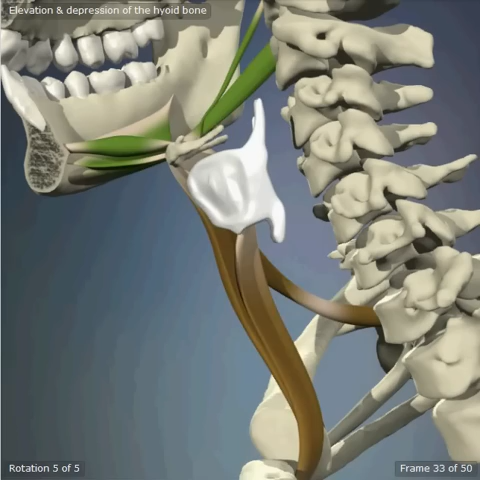 Elevation & depression of the hyoid bone
Rotation 5 of 5
Frame 33 of 50